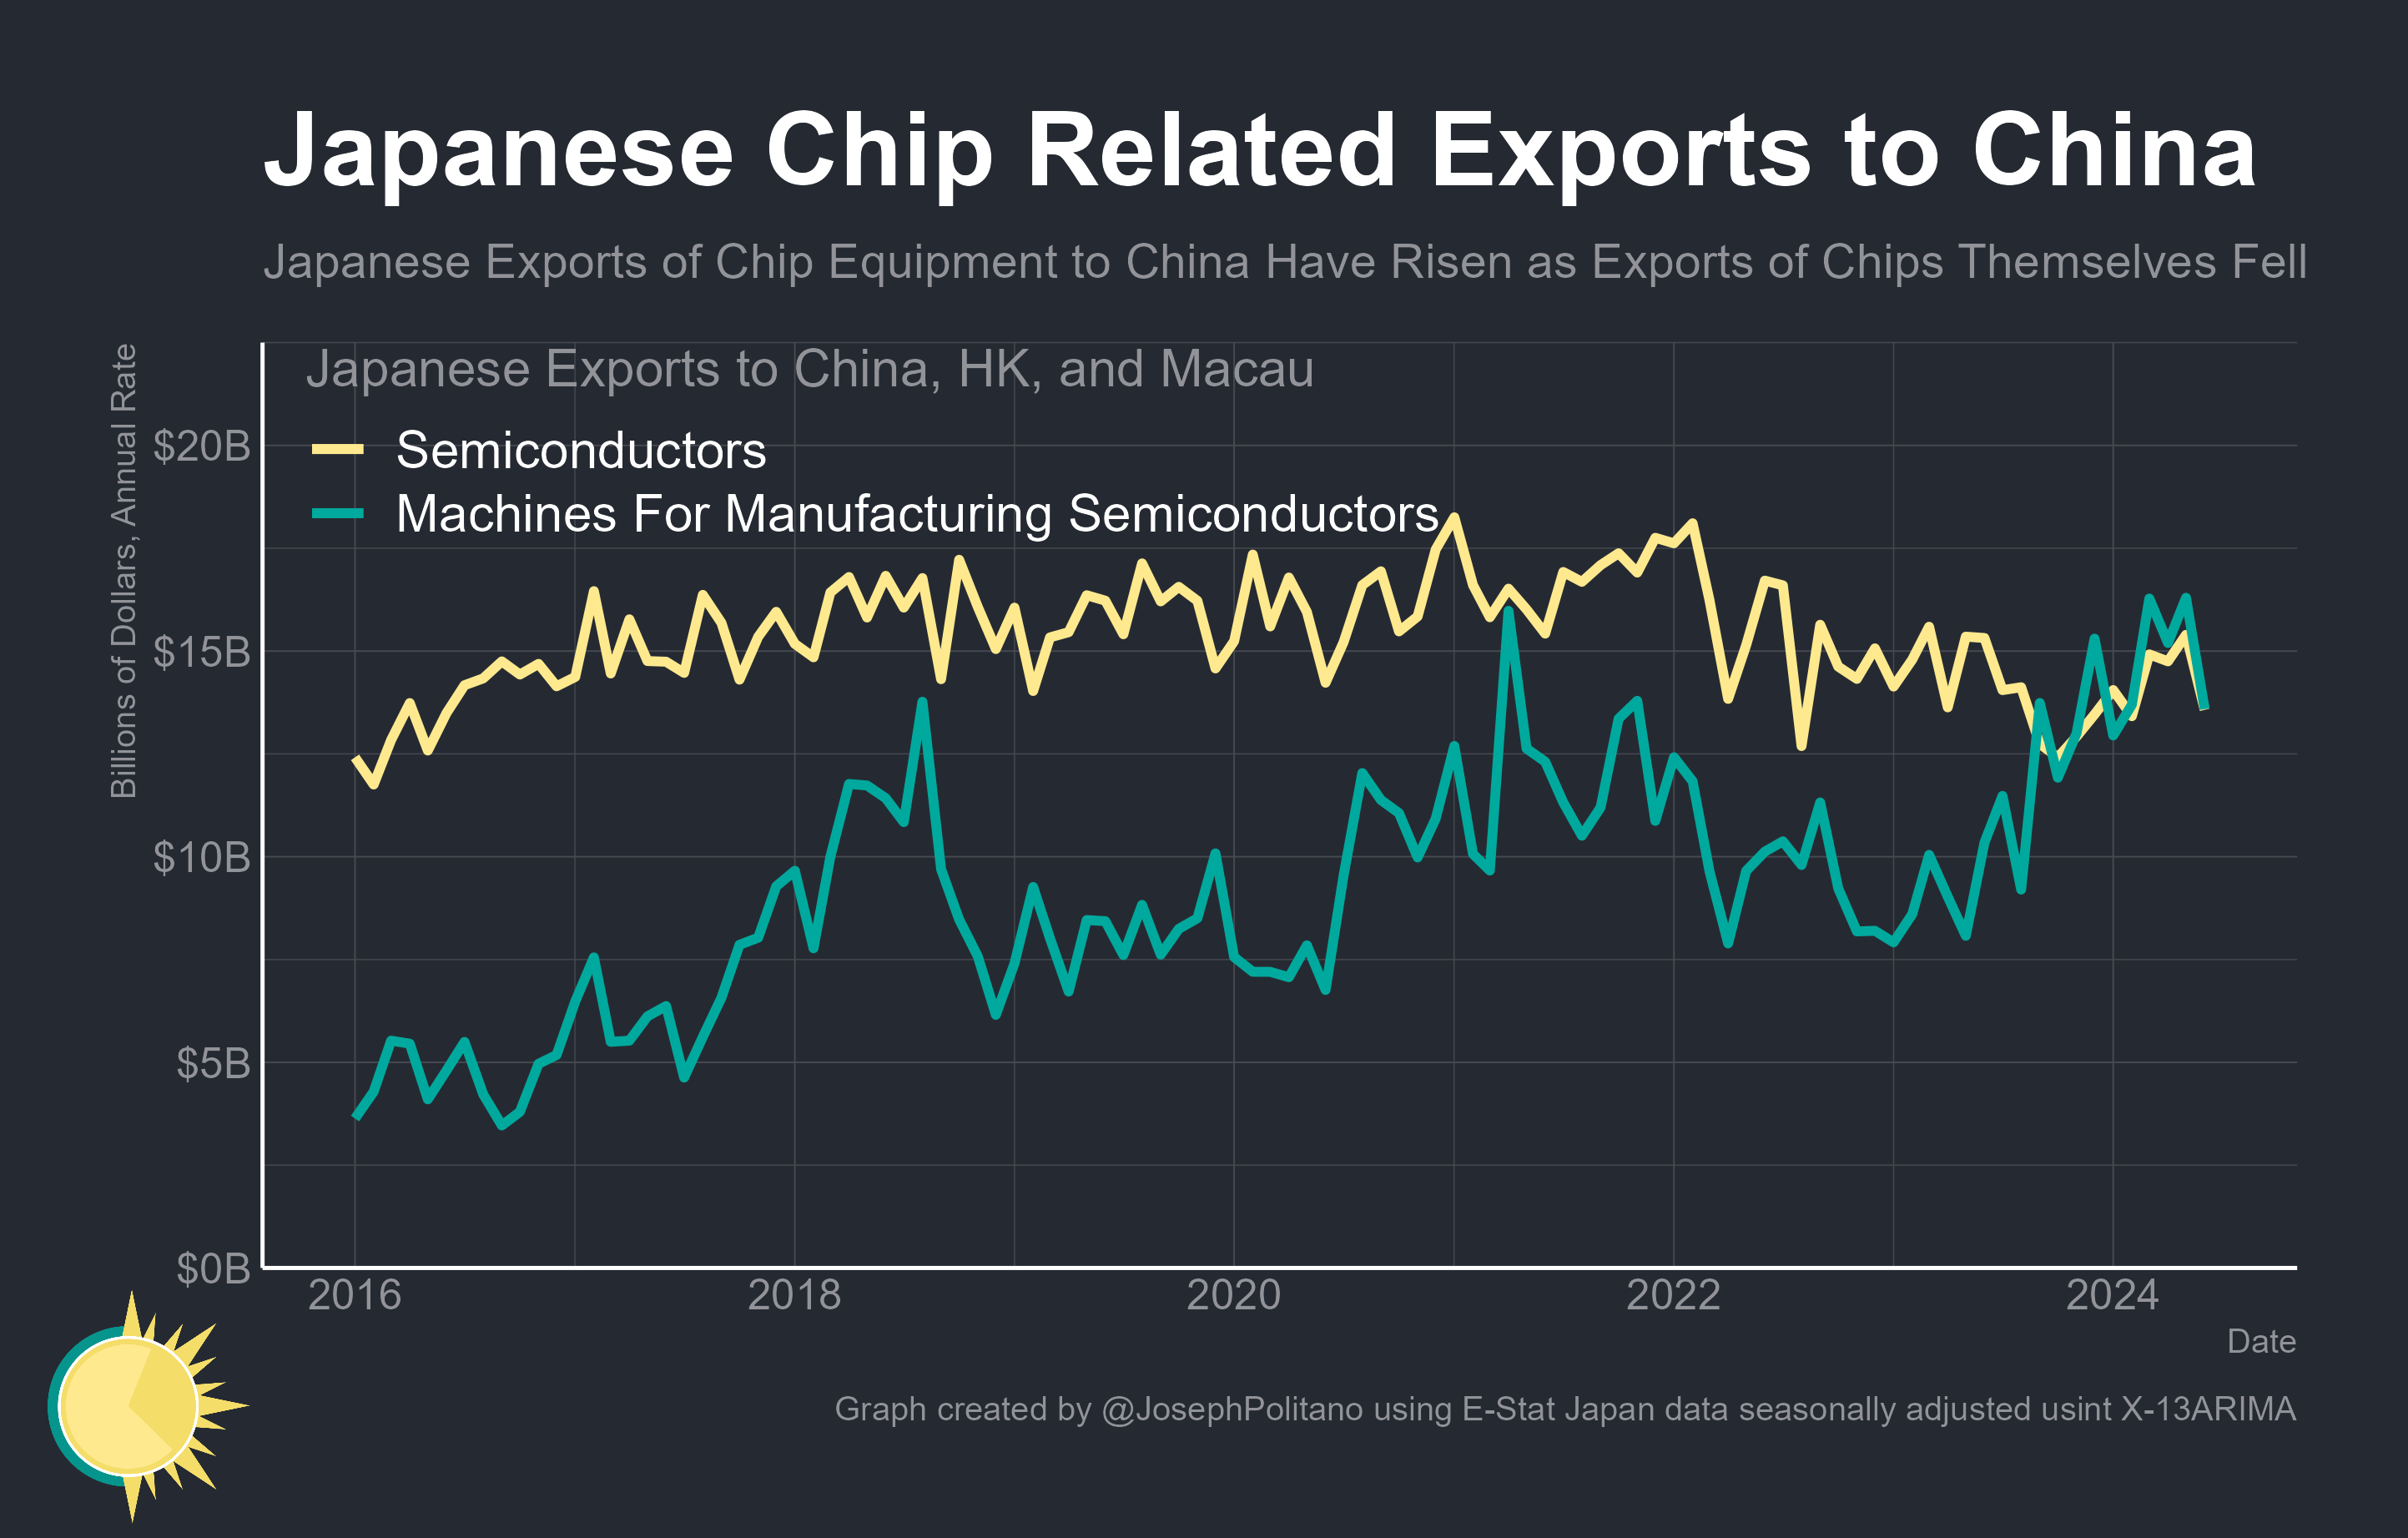 Japanese Chip Related Exports to China
Japanese Exports of Chip Equipment to China Have Risen as Exports of Chips Themselves Fell
Billions of Dollars, Annual Rate
Japanese Exports to China, HK, and Macau
Semiconductors
Machines For Manufacturing Semiconductors
$20B
$15B
$10B
$5B
$0B
2016
2018
2020
2022
2024
Date
Graph created by @JosephPolitano using E-Stat Japan data seasonally adjusted usint X-13ARIMA